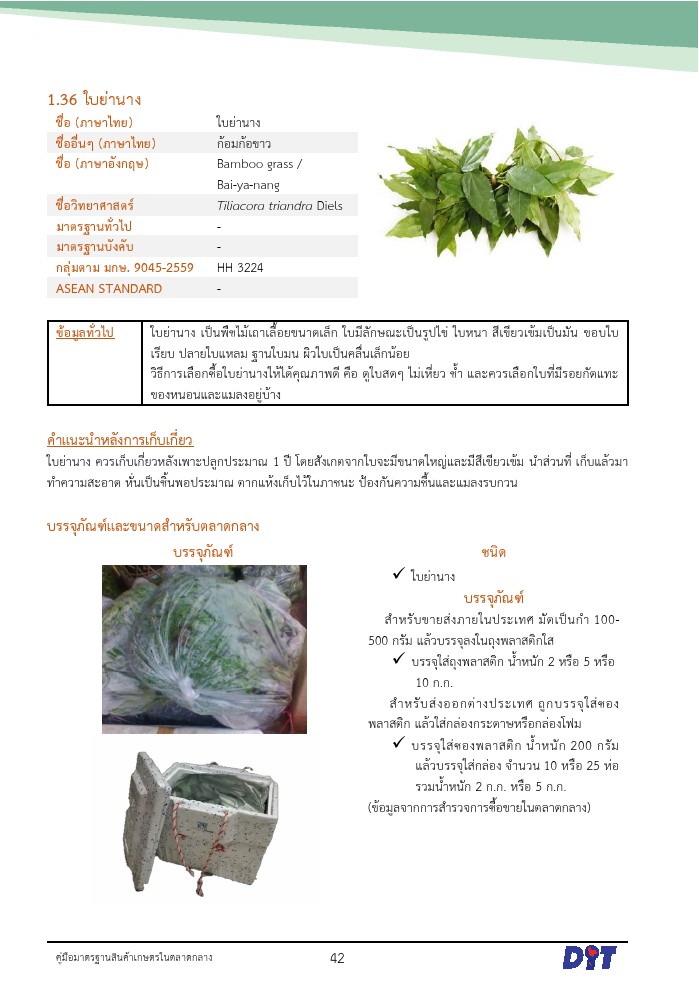 1.36 ใบย่านาง
ชื่อ (ภาษาไทย) ใบย่านาง
ชื่ออื่นๆ (ภาษาไทย) ก้อมก้อขาว
ชื่อ (ภาษาอังกฤษ) Bamboo grass /
Bai-ya-nang
ชื่อวิทยาศาสตร์ Tiliacora triandra Diels
มาตรฐานทั่วไป -
มาตรฐานบังคับ -
กลุ่มตาม มกษ. 9045-2559 HH 3224
ASEAN STANDARD -
ข้อมูลทั่วไป ใบย่านาง เป็นพืชไม้เถาเลื้อยขนาดเล็ก ใบมีลักษณะเป็นรูปไข่ ใบหนา สีเขียวเข้มเป็นมัน ขอบใบ
เรียบ ปลายใบแหลม ฐานใบมน ผิวใบเป็นคลื่นเล็กน้อย
วิธีการเลือกซื้อใบย่านางให้ได้คุณภาพดี คือ ดูใบสดๆ ไม่เหี่ยว ช้ำ และควรเลือกใบที่มีรอยกัดแทะ
ของหนอนและแมลงอยู่บ้าง
คำแนะนำหลังการเก็บเกี่ยว
ใบย่านาง ควรเก็บเกี่ยวหลังเพาะปลูกประมาณ 1 ปี โดยสังเกตจากใบจะมีขนาดใหญ่และมีสีเขียวเข้ม นำส่วนที่ เก็บแล้วมา
ทำความสะอาด หั่นเป็นชิ้นพอประมาณ ตากแห้งเก็บไว้ในภาชนะ ป้องกันความชื้นและแมลงรบกวน
บรรจุภัณฑ์และขนาดสำหรับตลาดกลาง
บรรจุภัณฑ์
ชนิด
✓ ใบย่านาง
บรรจุภัณฑ์
สำหรับขายส่งภายในประเทศ มัดเป็นกำ 100-
500 กรัม แล้วบรรจุลงในถุงพลาสติกใส
✓ บรรจุใส่ถุงพลาสติก น้ำหนัก 2 หรือ 5 หรือ
10 ก.ก.
สำหรับส่งออกต่างประเทศ ถูกบรรจุใส่ซอง
พลาสติก แล้วใส่กล่องกระดาษหรือกล่องโฟม
✓ บรรจุใส่ซองพลาสติก น้ำหนัก 200 กรัม
แล้วบรรจุใส่กล่อง จำนวน 10 หรือ 25 ห่อ
รวมน้ำหนัก 2 ก.ก. หรือ 5 ก.ก.
(ข้อมูลจากการสำรวจการซื้อขายในตลาดกลาง)
คู่มือมาตรฐานสินค้าเกษตรในตลาดกลาง 42 DIT